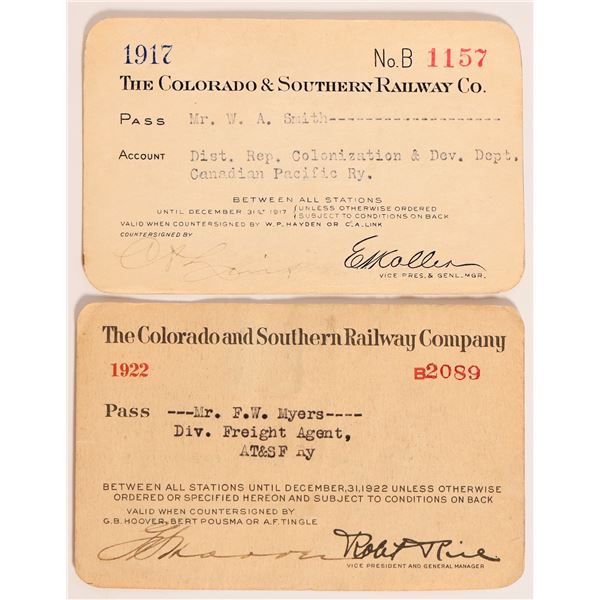 1917 No. B 1157
THE COLORADO & SOUTHERN RAILWAY CO.
PASS Mr. W. A. Smith--------------------
ACCOUNT Dist. Rep. Colonization & Dev. Dept.
Canadian Pacific Ry.
BETWEEN ALL STATIONS
UNTIL DECEMBER 31ST 1917 { UNLESS OTHERWISE ORDERED
SUBJECT TO CONDITIONS ON BACK
VALID WHEN COUNTERSIGNED BY W. P. HAYDEN OR C. A. LINK
COUNTERSIGNED BY
VICE PRES. & GENL. MGR.
The Colorado and Southern Railway Company
1922 B2089
Pass ---Mr. F.W. Myers----
Div. Freight Agent,
AT&SF Ry
BETWEEN ALL STATIONS UNTIL DECEMBER, 31, 1922 UNLESS OTHERWISE
ORDERED OR SPECIFIED HEREON AND SUBJECT TO CONDITIONS ON BACK
VALID WHEN COUNTERSIGNED BY
G. B. HOOVER, BERT POUSMA OR A. F. TINGLE
Robt Rice
VICE PRESIDENT AND GENERAL MANAGER